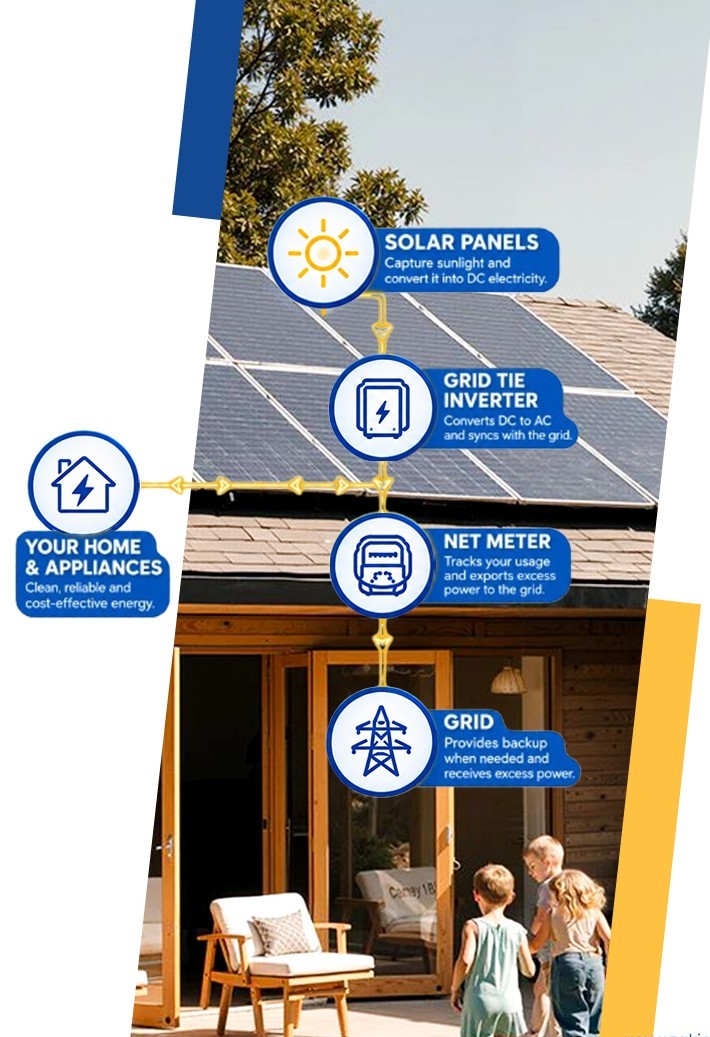 SOLAR PANELS
Capture sunlight and
convert it into DC electricity.
GRID TIE
INVERTER
Converts DC to AC
and syncs with the grid.
YOUR HOME
& APPLIANCES
Clean, reliable and
cost-effective energy.
NET METER
Tracks your usage
and exports excess
power to the grid.
GRID
Provides backup
when needed and
receives excess power.